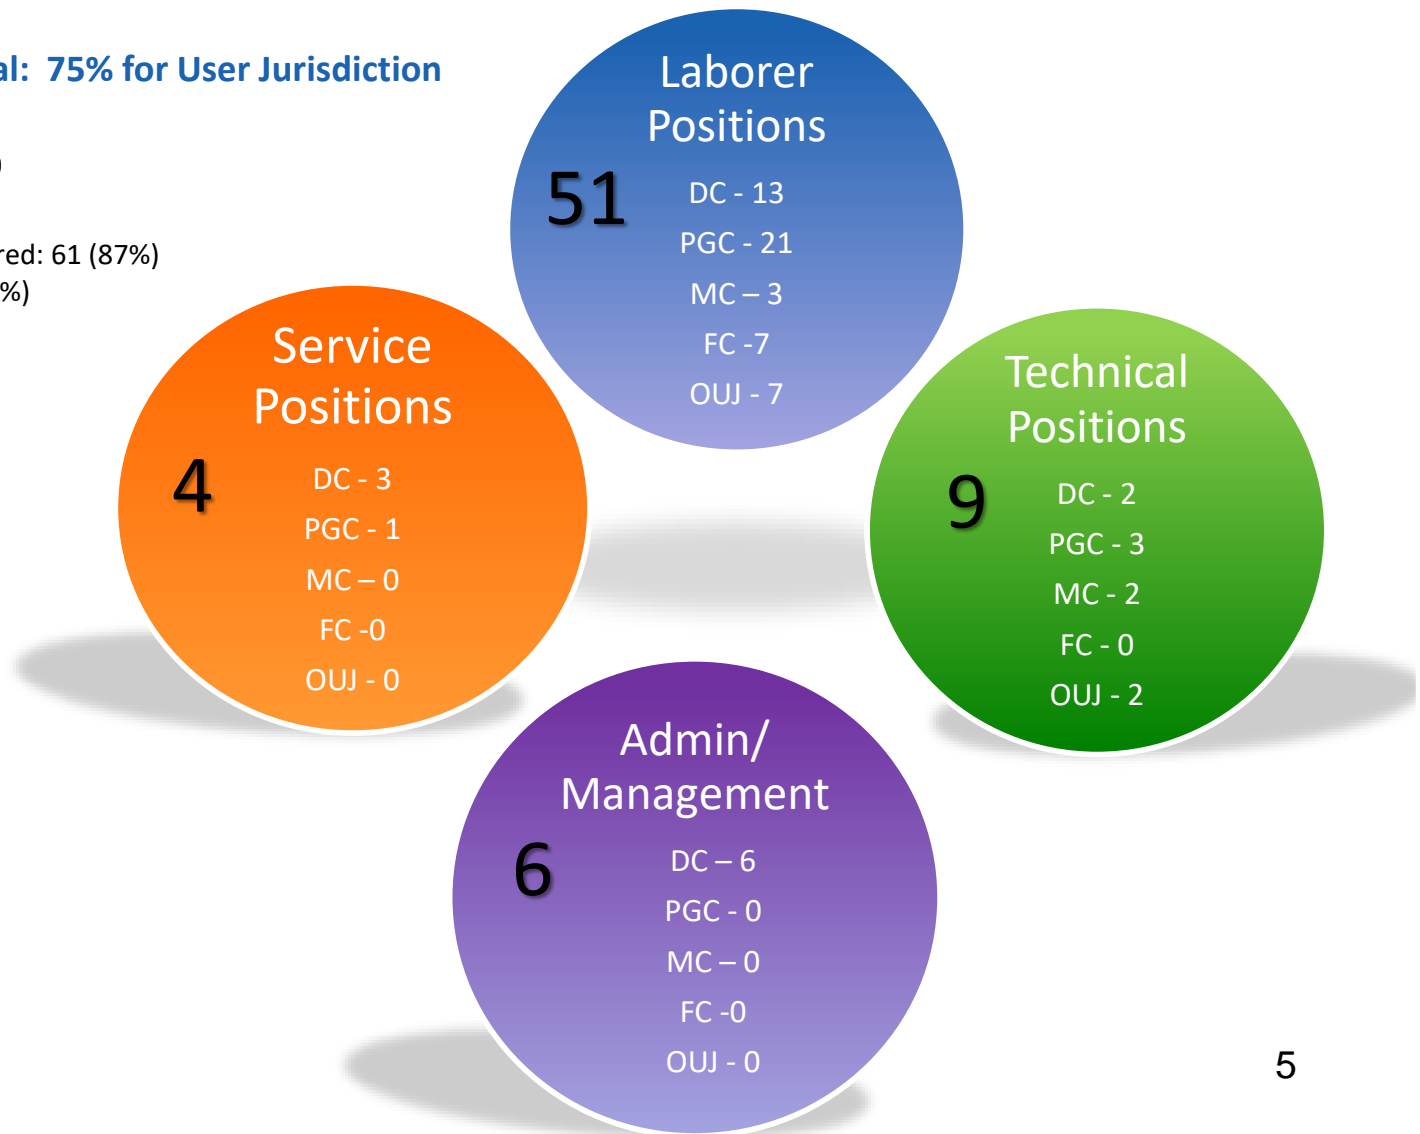 al: 75% for User Jurisdiction
)
red: 61 (87%)
%)
Laborer
Positions
51
DC - 13
PGC - 21
MC – 3
FC -7
OUJ - 7
Service
Positions
4
DC - 3
PGC - 1
MC – 0
FC -0
OUJ - 0
Technical
Positions
9
DC - 2
PGC - 3
MC - 2
FC - 0
OUJ - 2
Admin/
Management
6
DC – 6
PGC - 0
MC – 0
FC -0
OUJ - 0
5